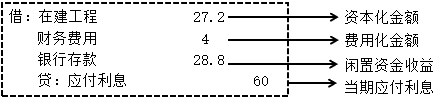 借：在建工程 27.2 资本化金额
财务费用 4 费用化金额
银行存款 28.8 闲置资金收益
贷：应付利息 60 当期应付利息